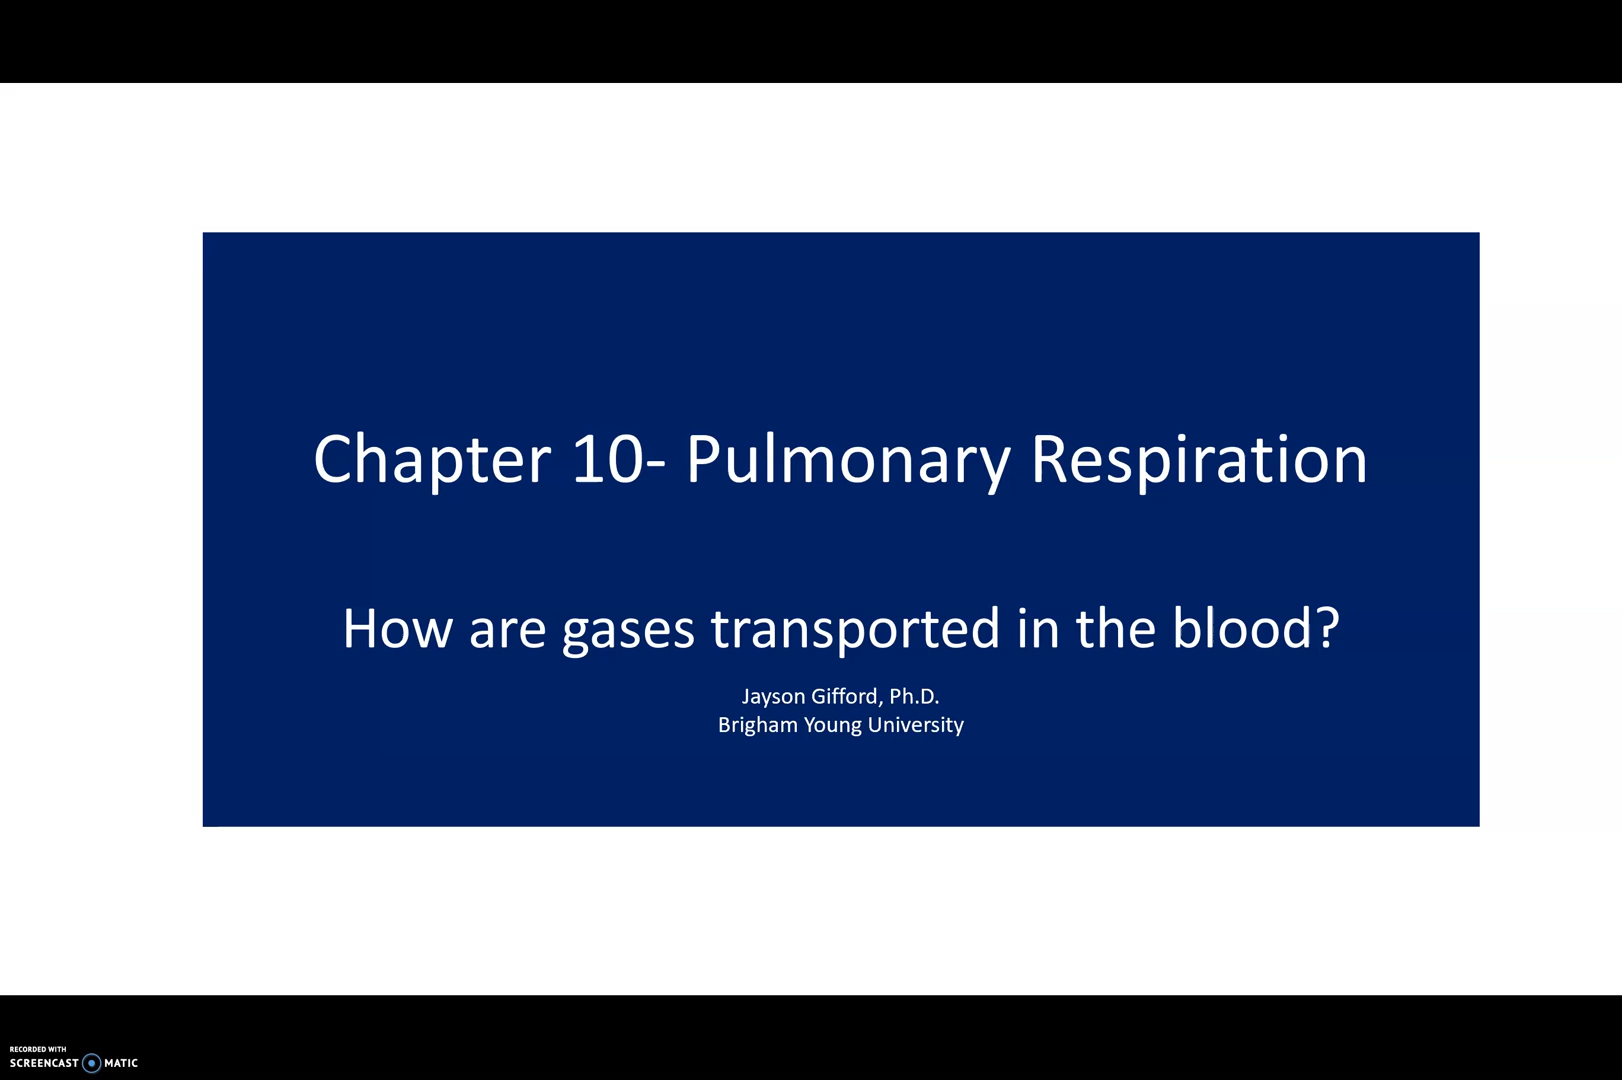 Chapter 10- Pulmonary Respiration
How are gases transported in the blood?
Jayson Gifford, Ph.D.
Brigham Young University
RECORDED WITH
SCREENCAST MATIC